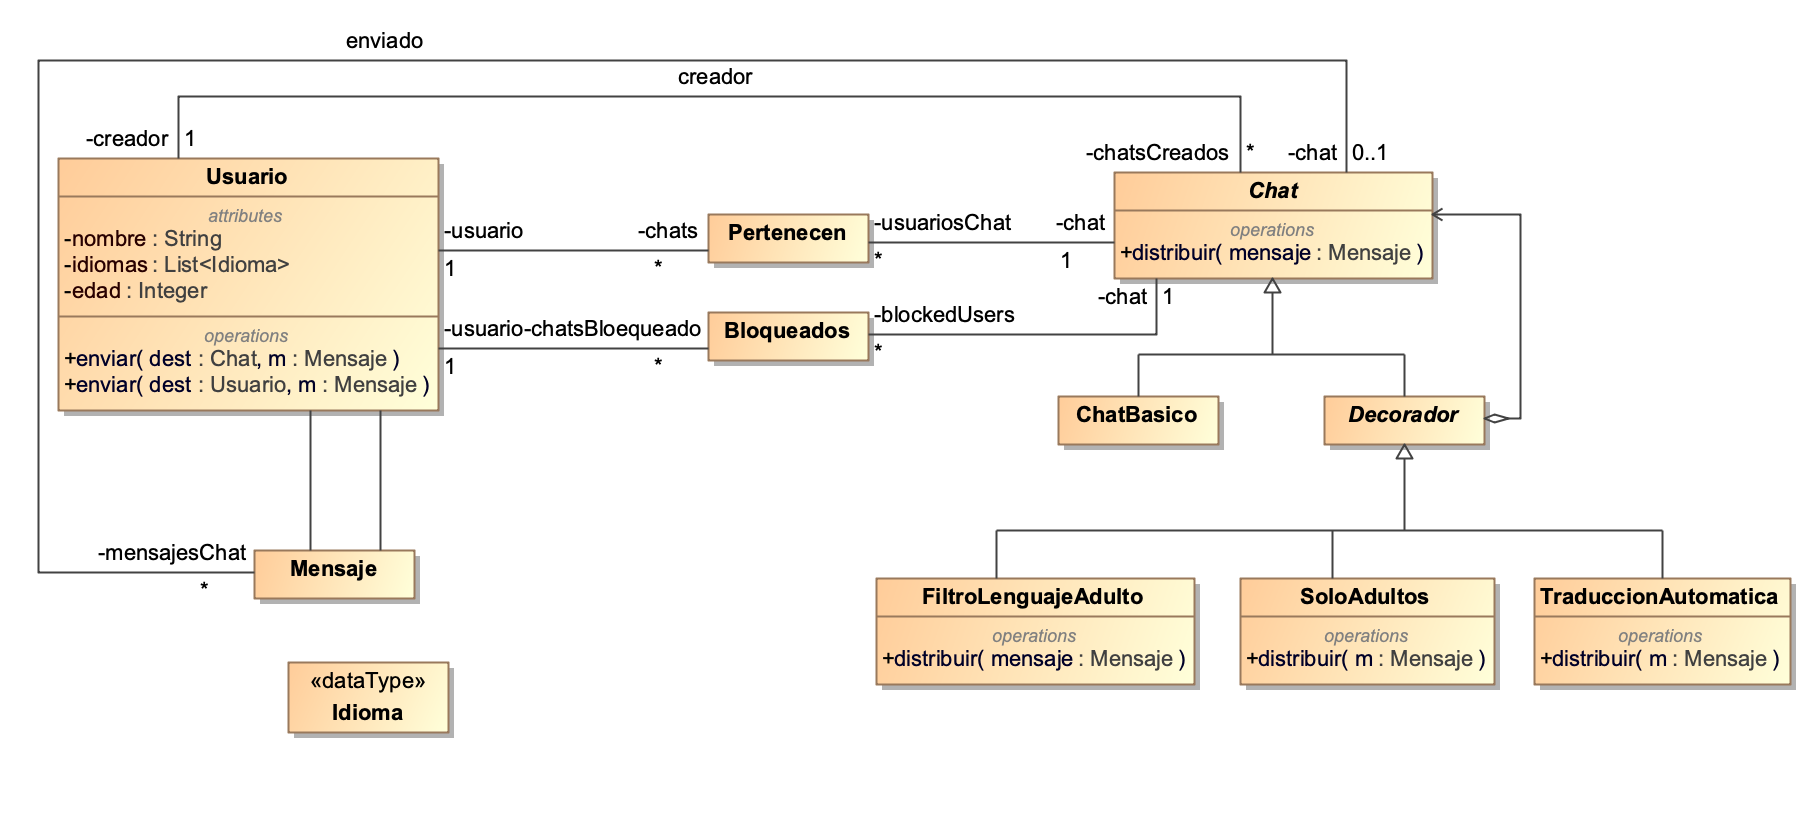 enviado
creador
-creador 1
-chatsCreados *
-chat 0..1
Usuario
attributes
-nombre : String
-idiomas : List<Idioma>
-edad : Integer
operations
+enviar( dest : Chat, m : Mensaje )
+enviar( dest : Usuario, m : Mensaje )
-usuario
1
-chats
*
Pertenecen
-usuariosChat
*
-chat
1
Chat
operations
+distribuir( mensaje : Mensaje )
-usuario-chatsBloequeado
1
*
Bloqueados
-blockedUsers
*
-chat 1
ChatBasico
Decorador
-mensajesChat
*
Mensaje
FiltroLenguajeAdulto
operations
+distribuir( mensaje : Mensaje )
SoloAdultos
operations
+distribuir( m : Mensaje )
TraduccionAutomatica
operations
+distribuir( m : Mensaje )
«dataType»
Idioma